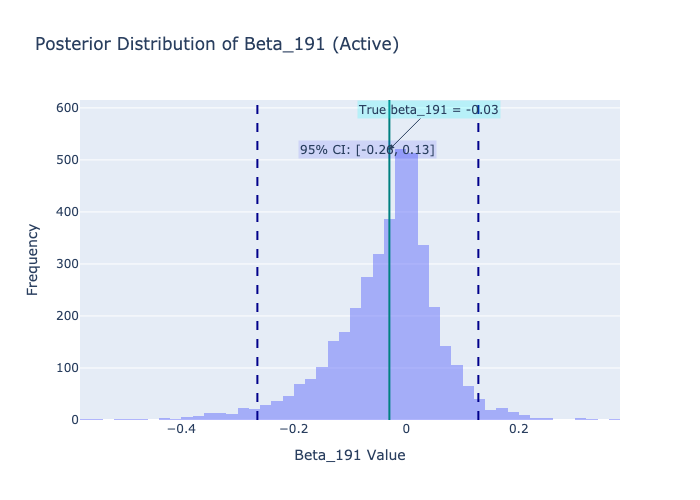 Posterior Distribution of Beta_191 (Active)
True beta_191 = -0.03
95% CI: [-0.26, 0.13]
600
500
400
300
200
100
0
Frequency
−0.4
−0.2
0
0.2
Beta_191 Value